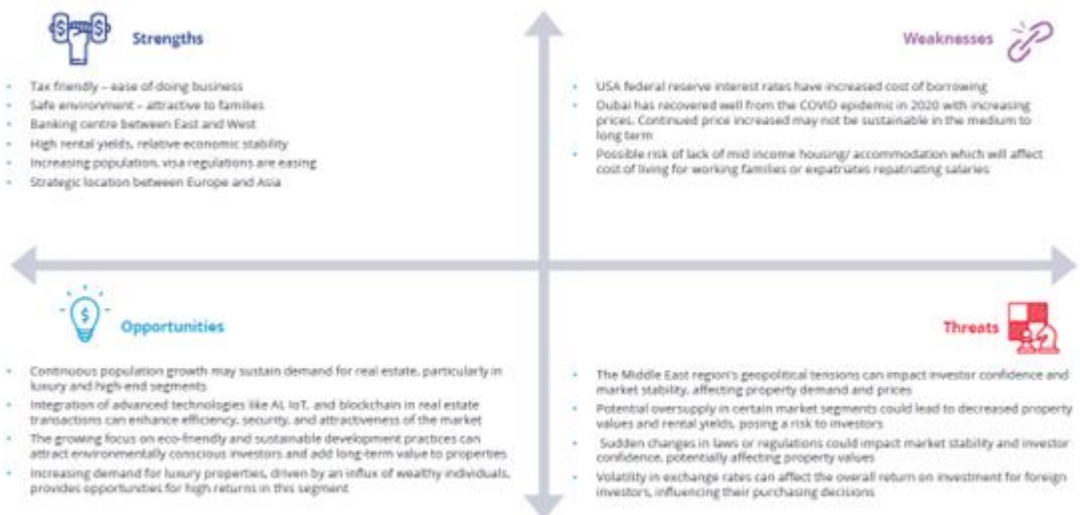 Strengths
• Tax friendly – ease of doing business
• Safe environment – attractive to families
• Banking centre between East and West
• High rental yields, relative economic stability
• Increasing population, visa regulations are easing
• Strategic location between Europe and Asia
Weaknesses
• USA federal reserve interest rates have increased cost of borrowing
• Dubai has recovered well from the COVID epidemic in 2020 with increasing
prices. Continued price increased may not be sustainable in the medium to
long term
• Possible risk of lack of mid income housing/ accommodation which will affect
cost of living for working families or expatriates repatriating salaries
Opportunities
• Continuous population growth may sustain demand for real estate, particularly in
luxury and high-end segments
• Integration of advanced technologies like AI, IoT, and blockchain in real estate
transactions can enhance efficiency, security, and attractiveness of the market
• The growing focus on eco-friendly and sustainable development practices can
attract environmentally conscious investors and add long-term value to properties
• Increasing demand for luxury properties, driven by an influx of wealthy individuals,
provides opportunities for high returns in this segment
Threats
• The Middle East region's geopolitical tensions can impact investor confidence and
market stability, affecting property demand and prices
• Potential oversupply in certain market segments could lead to decreased property
values and rental yields, posing a risk to investors
• Sudden changes in laws or regulations could impact market stability and investor
confidence, potentially affecting property values
• Volatility in exchange rates can affect the overall return on investment for foreign
investors, influencing their purchasing decisions